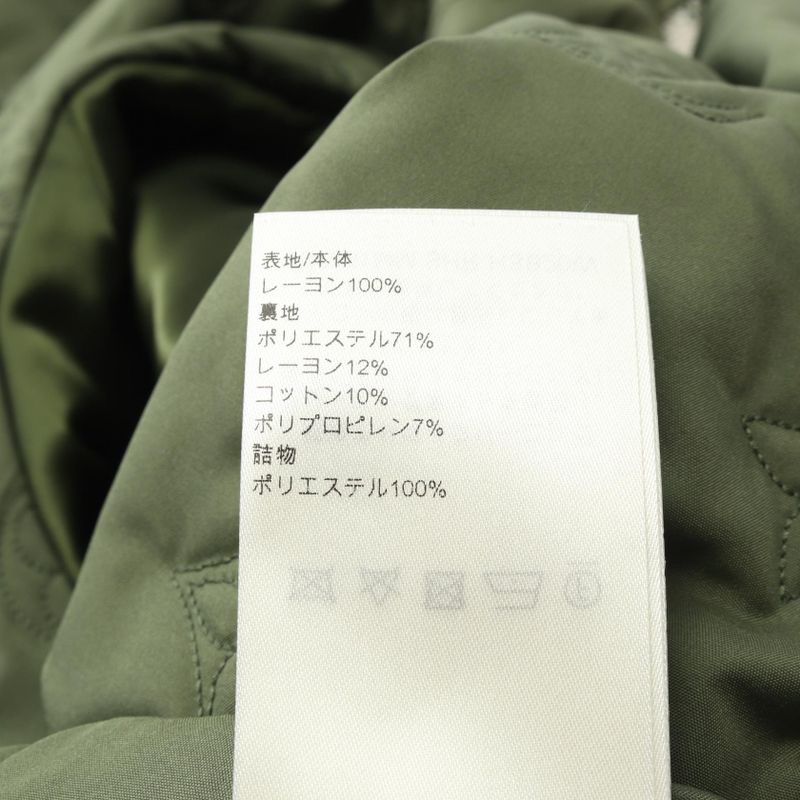 表地/本体
レーヨン100%
裏地
ポリエステル71%
レーヨン12%
コットン10%
ポリプロピレン7%
詰物
ポリエステル100%